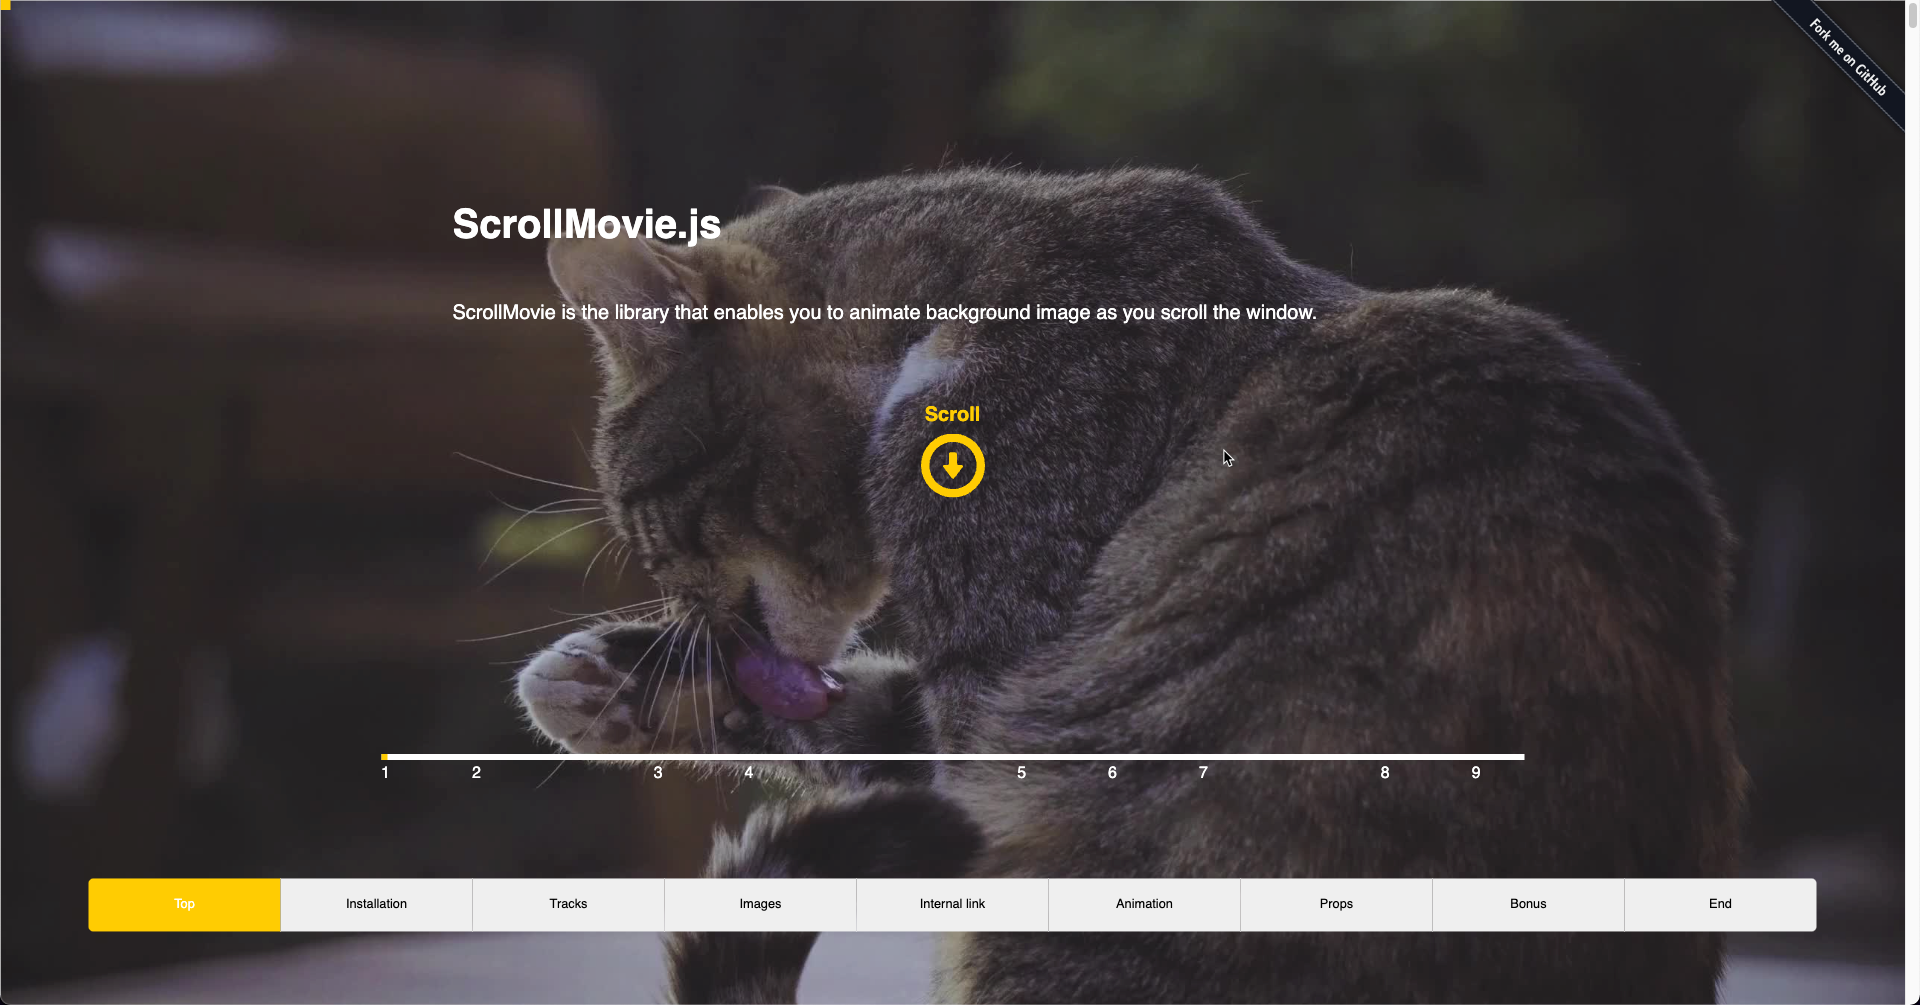 Fork me on GitHub
ScrollMovie.js
ScrollMovie is the library that enables you to animate background image as you scroll the window.
Scroll
1 2 3 4 5 6 7 8 9
Top Installation Tracks Images Internal link Animation Props Bonus End